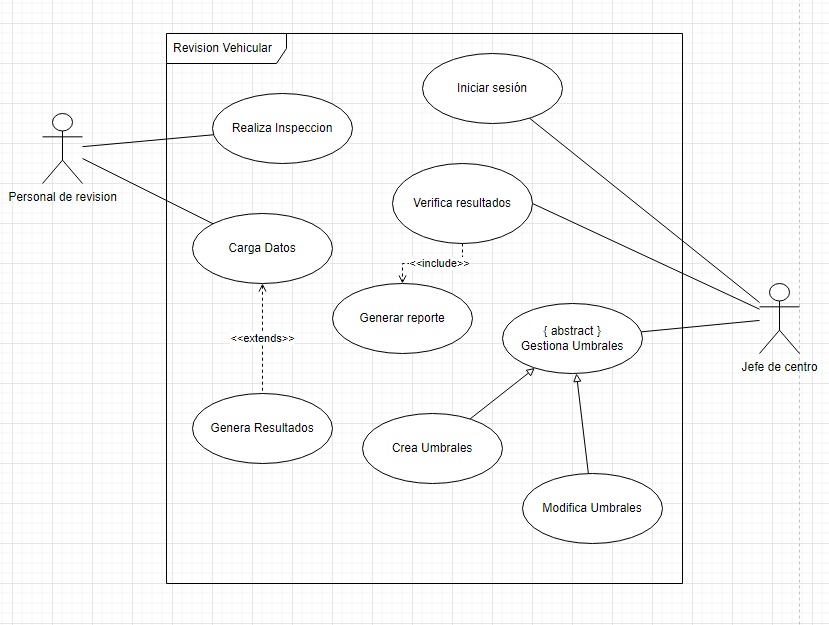 Revision Vehicular
Iniciar sesión
Realiza Inspeccion
Personal de revision
Verifica resultados
Carga Datos
<<include>>
Generar reporte
{ abstract }
Gestiona Umbrales
<<extends>>
Jefe de centro
Genera Resultados
Crea Umbrales
Modifica Umbrales